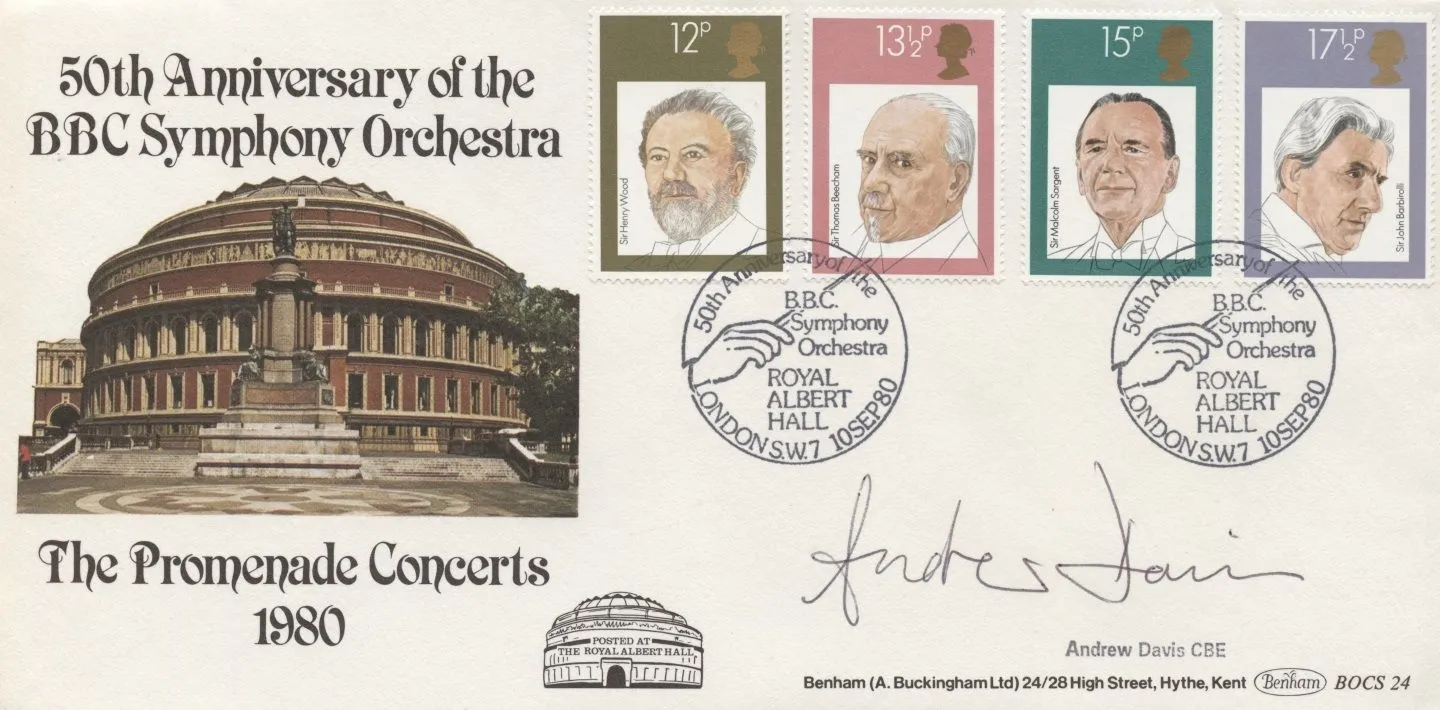 50th Anniversary of the
BBC Symphony Orchestra
The Promenade Concerts
1980
POSTED AT
THE ROYAL ALBERT HALL
12P
Sir Henry Wood
13½P
Sir Thomas Beecham
15P
Sir Malcolm Sargent
17½P
Sir John Barbirolli
50th Anniversary of the
B.B.C.
Symphony
Orchestra
ROYAL
ALBERT
HALL
LONDON S.W.7 10SEP80
50th Anniversary of the
B.B.C.
Symphony
Orchestra
ROYAL
ALBERT
HALL
LONDON S.W.7 10SEP80
Andrew Davis
Andrew Davis CBE
Benham (A. Buckingham Ltd) 24/28 High Street, Hythe, Kent Benham BOCS 24